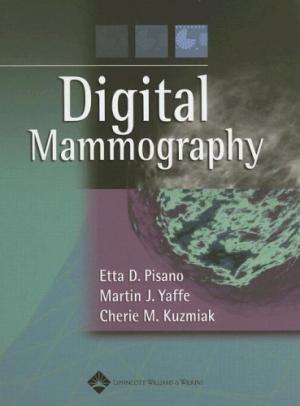 Digital
Mammography
Etta D. Pisano
Martin J. Yaffe
Cherie M. Kuzmiak
LIPPINCOTT WILLIAMS & WILKINS